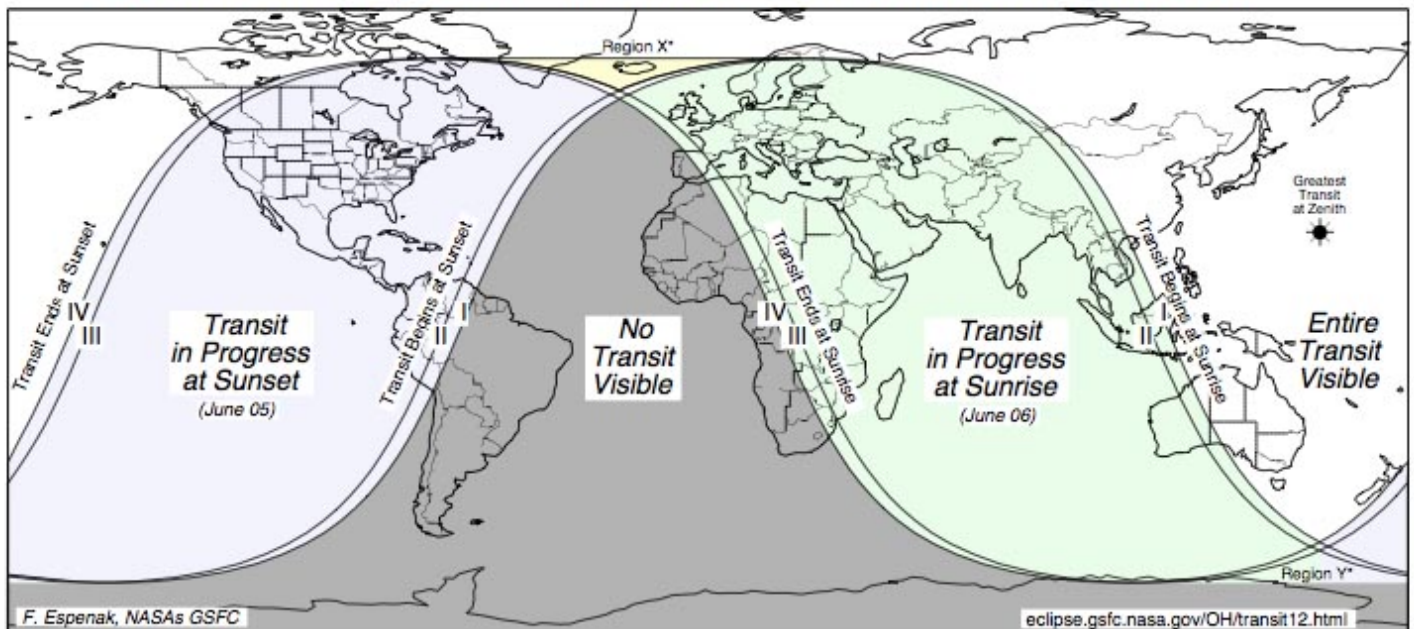 Region X*
Greatest
Transit
at Zenith
Transit Ends at Sunset
IV
III
Transit
in Progress
at Sunset
(June 05)
Transit Begins at Sunset
I
II
No
Transit
Visible
Transit Ends at Sunrise
IV
III
Transit
in Progress
at Sunrise
(June 06)
Transit Begins at Sunrise
I
II
Entire
Transit
Visible
Region Y*
F. Espenak, NASAs GSFC
eclipse.gsfc.nasa.gov/OH/transit12.html